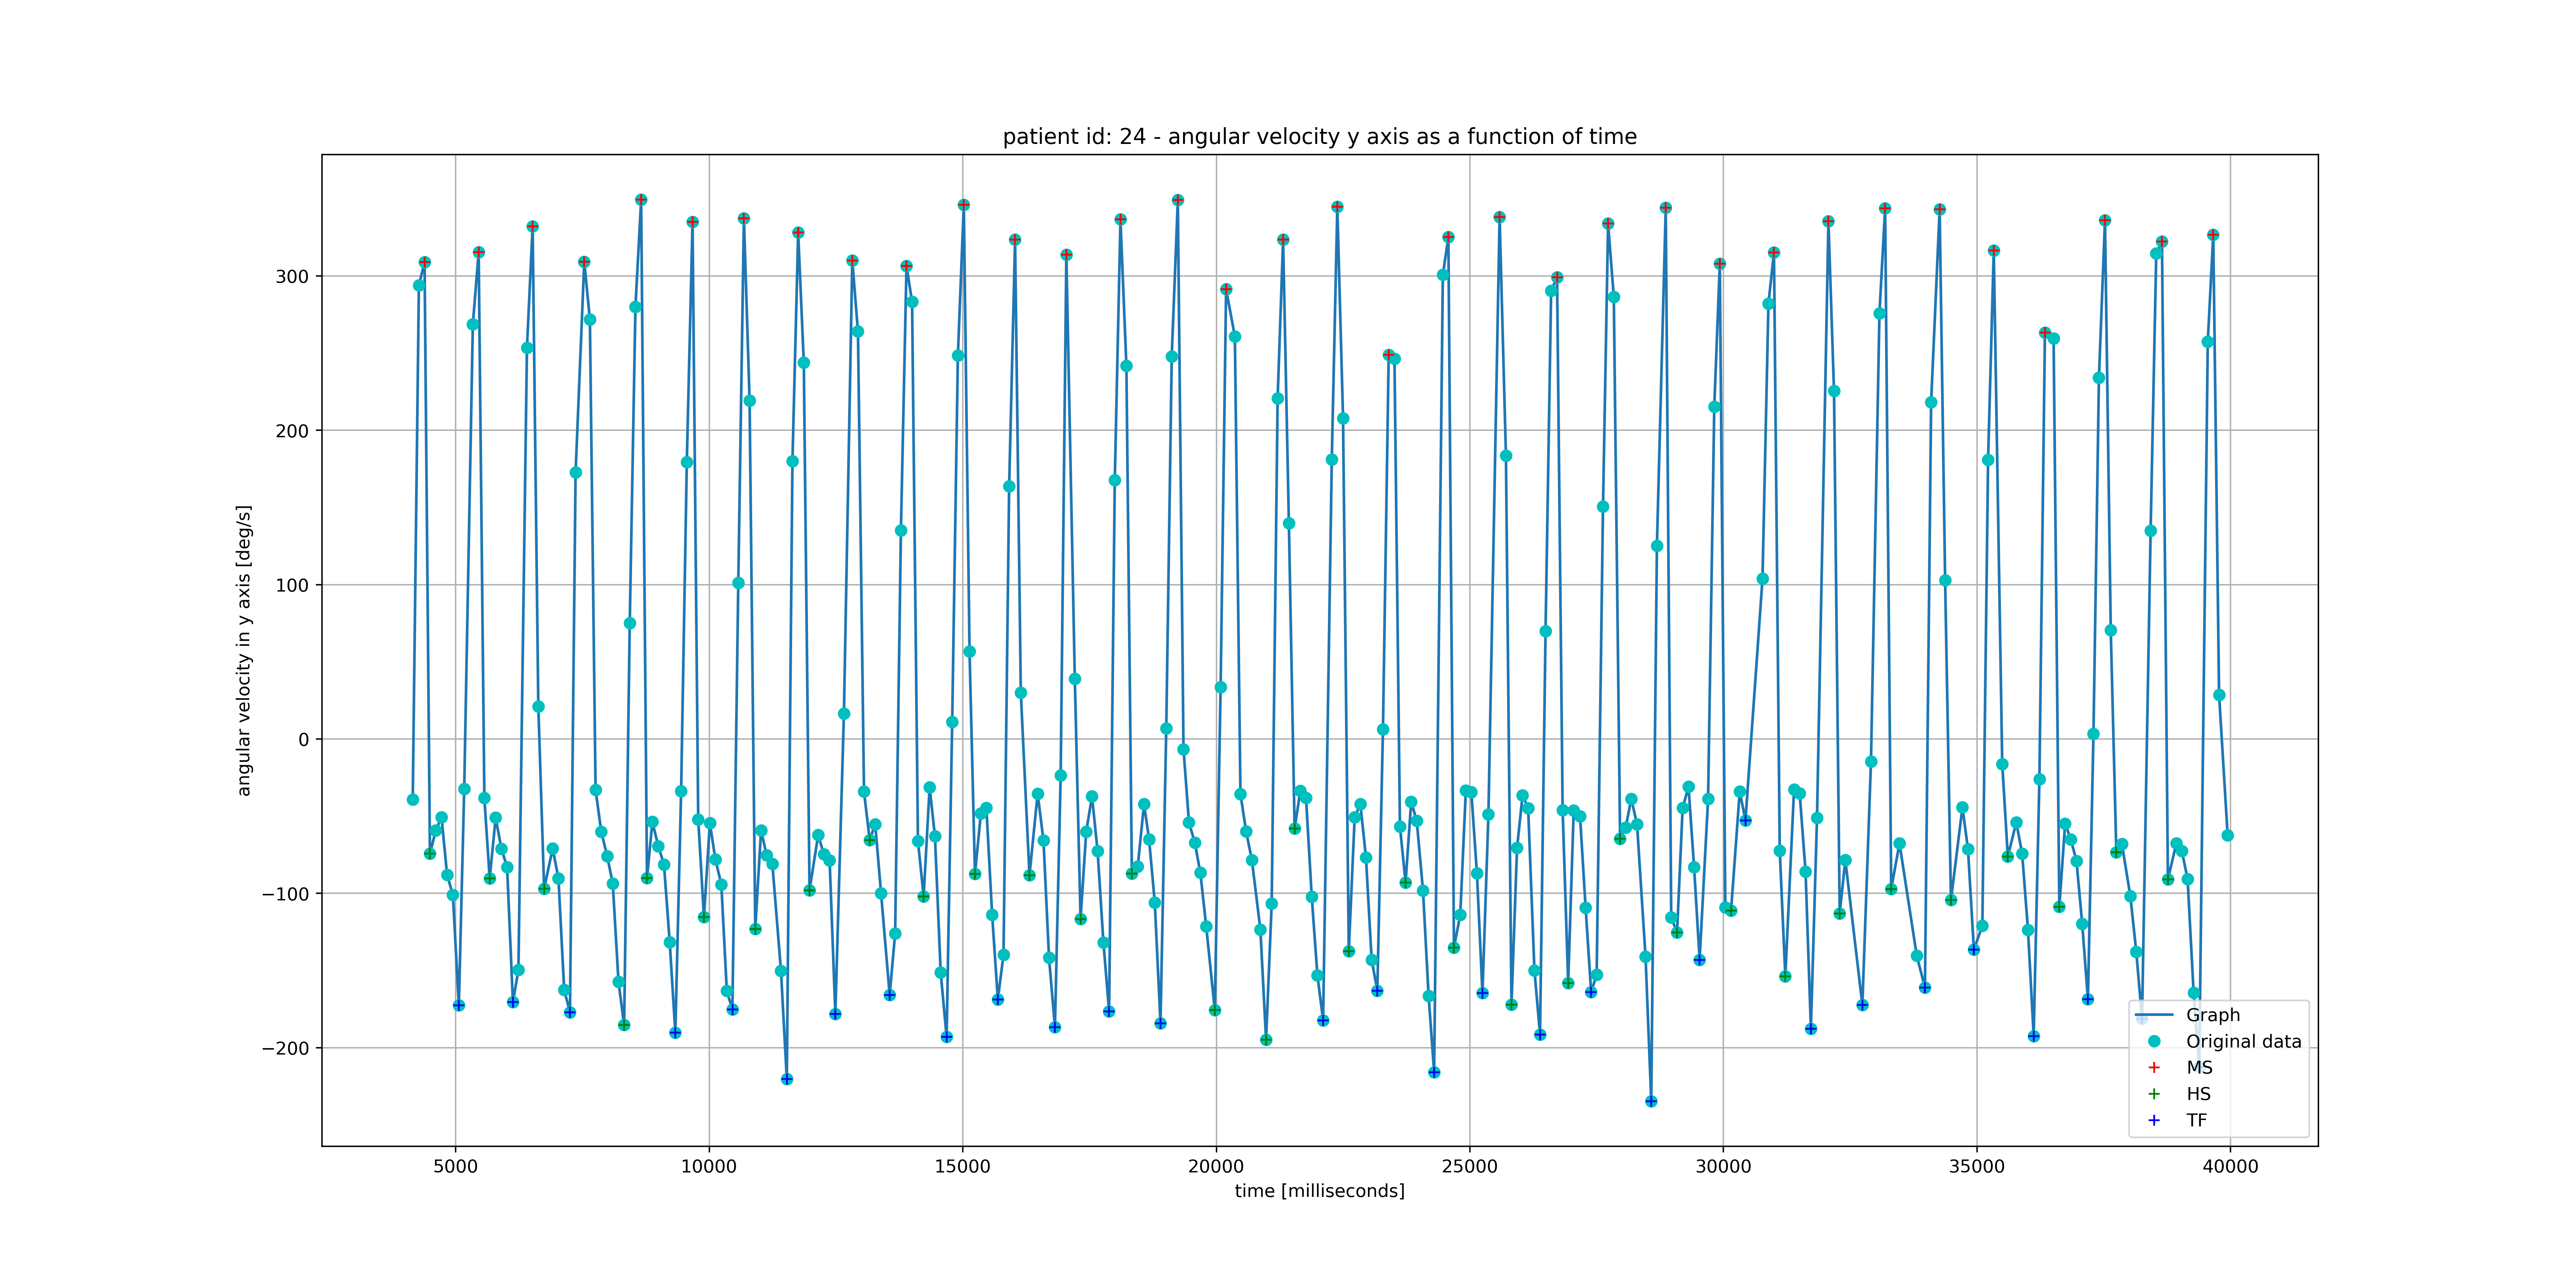 patient id: 24 - angular velocity y axis as a function of time
angular velocity in y axis [deg/s]
300
200
100
0
−100
−200
5000
10000
15000
20000
25000
30000
35000
40000
time [milliseconds]
Graph
Original data
MS
HS
TF